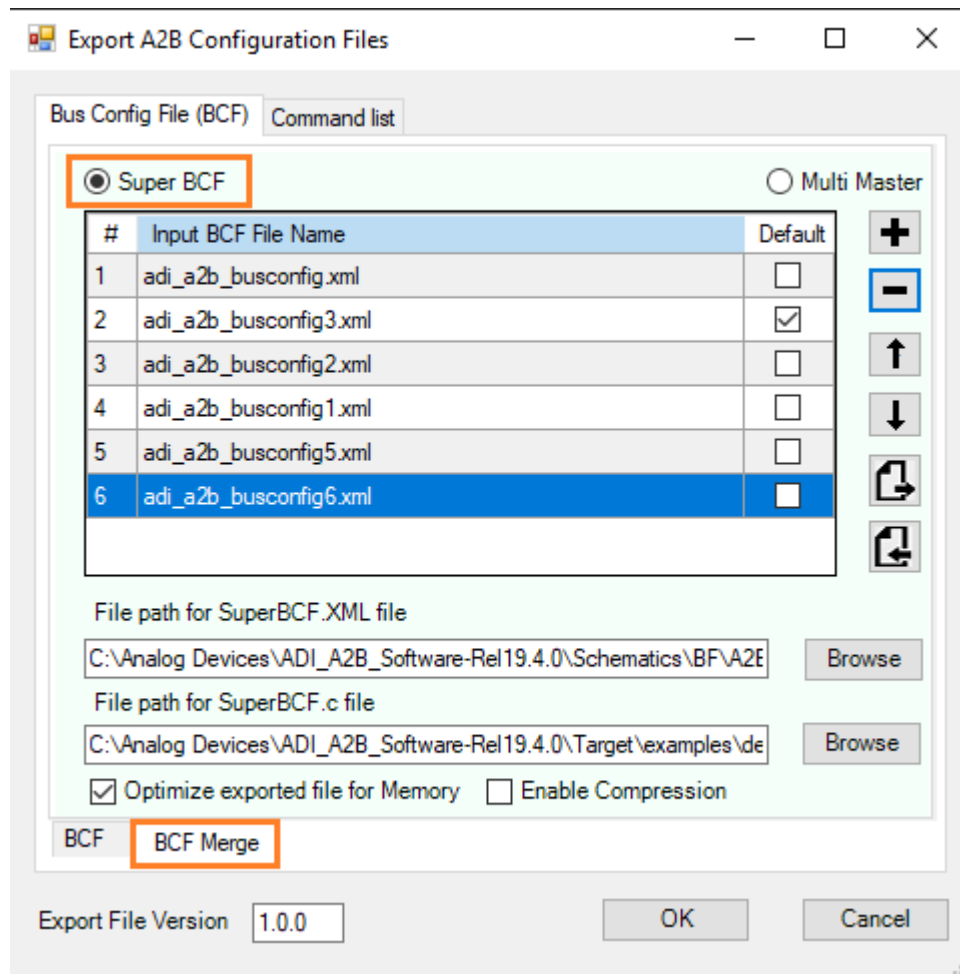 Export A2B Configuration Files
Bus Config File (BCF) Command list
Super BCF Multi Master
# Input BCF File Name Default
1 adi_a2b_busconfig.xml
2 adi_a2b_busconfig3.xml
3 adi_a2b_busconfig2.xml
4 adi_a2b_busconfig1.xml
5 adi_a2b_busconfig5.xml
6 adi_a2b_busconfig6.xml
File path for SuperBCF.XML file
C:\Analog Devices\ADI_A2B_Software-Rel19.4.0\Schematics\BF\A2B Browse
File path for SuperBCF.c file
C:\Analog Devices\ADI_A2B_Software-Rel19.4.0\Target\examples\de Browse
Optimize exported file for Memory Enable Compression
BCF BCF Merge
Export File Version 1.0.0 OK Cancel